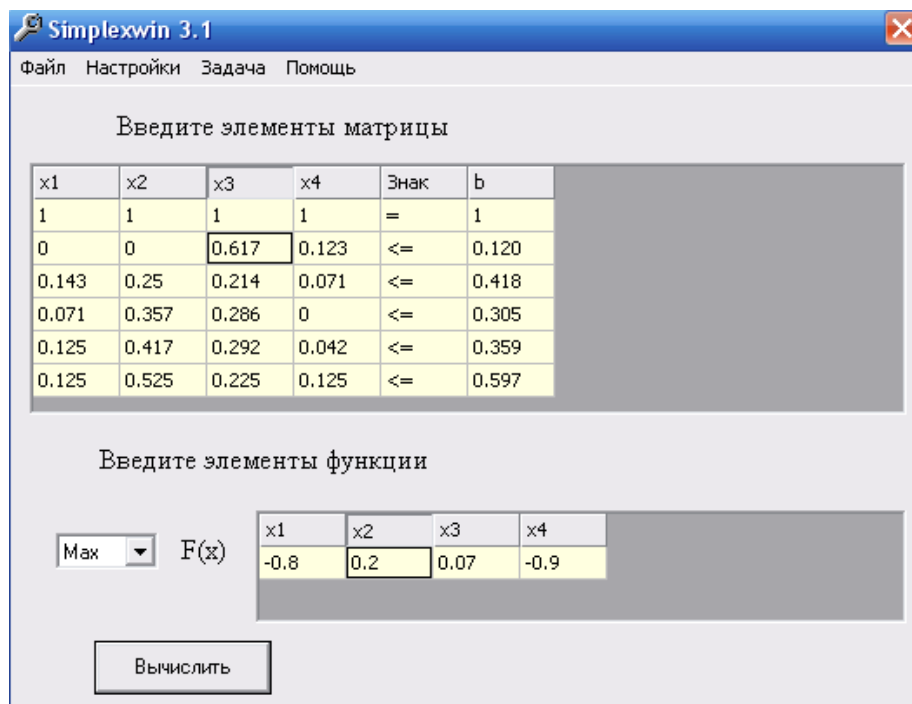 Simplexwin 3.1
Файл Настройки Задача Помощь
Введите элементы матрицы
x1 x2 x3 x4 Знак b
1 1 1 1 = 1
0 0 0.617 0.123 <= 0.120
0.143 0.25 0.214 0.071 <= 0.418
0.071 0.357 0.286 0 <= 0.305
0.125 0.417 0.292 0.042 <= 0.359
0.125 0.525 0.225 0.125 <= 0.597
Введите элементы функции
x1 x2 x3 x4
Max F(x) -0.8 0.2 0.07 -0.9
Вычислить